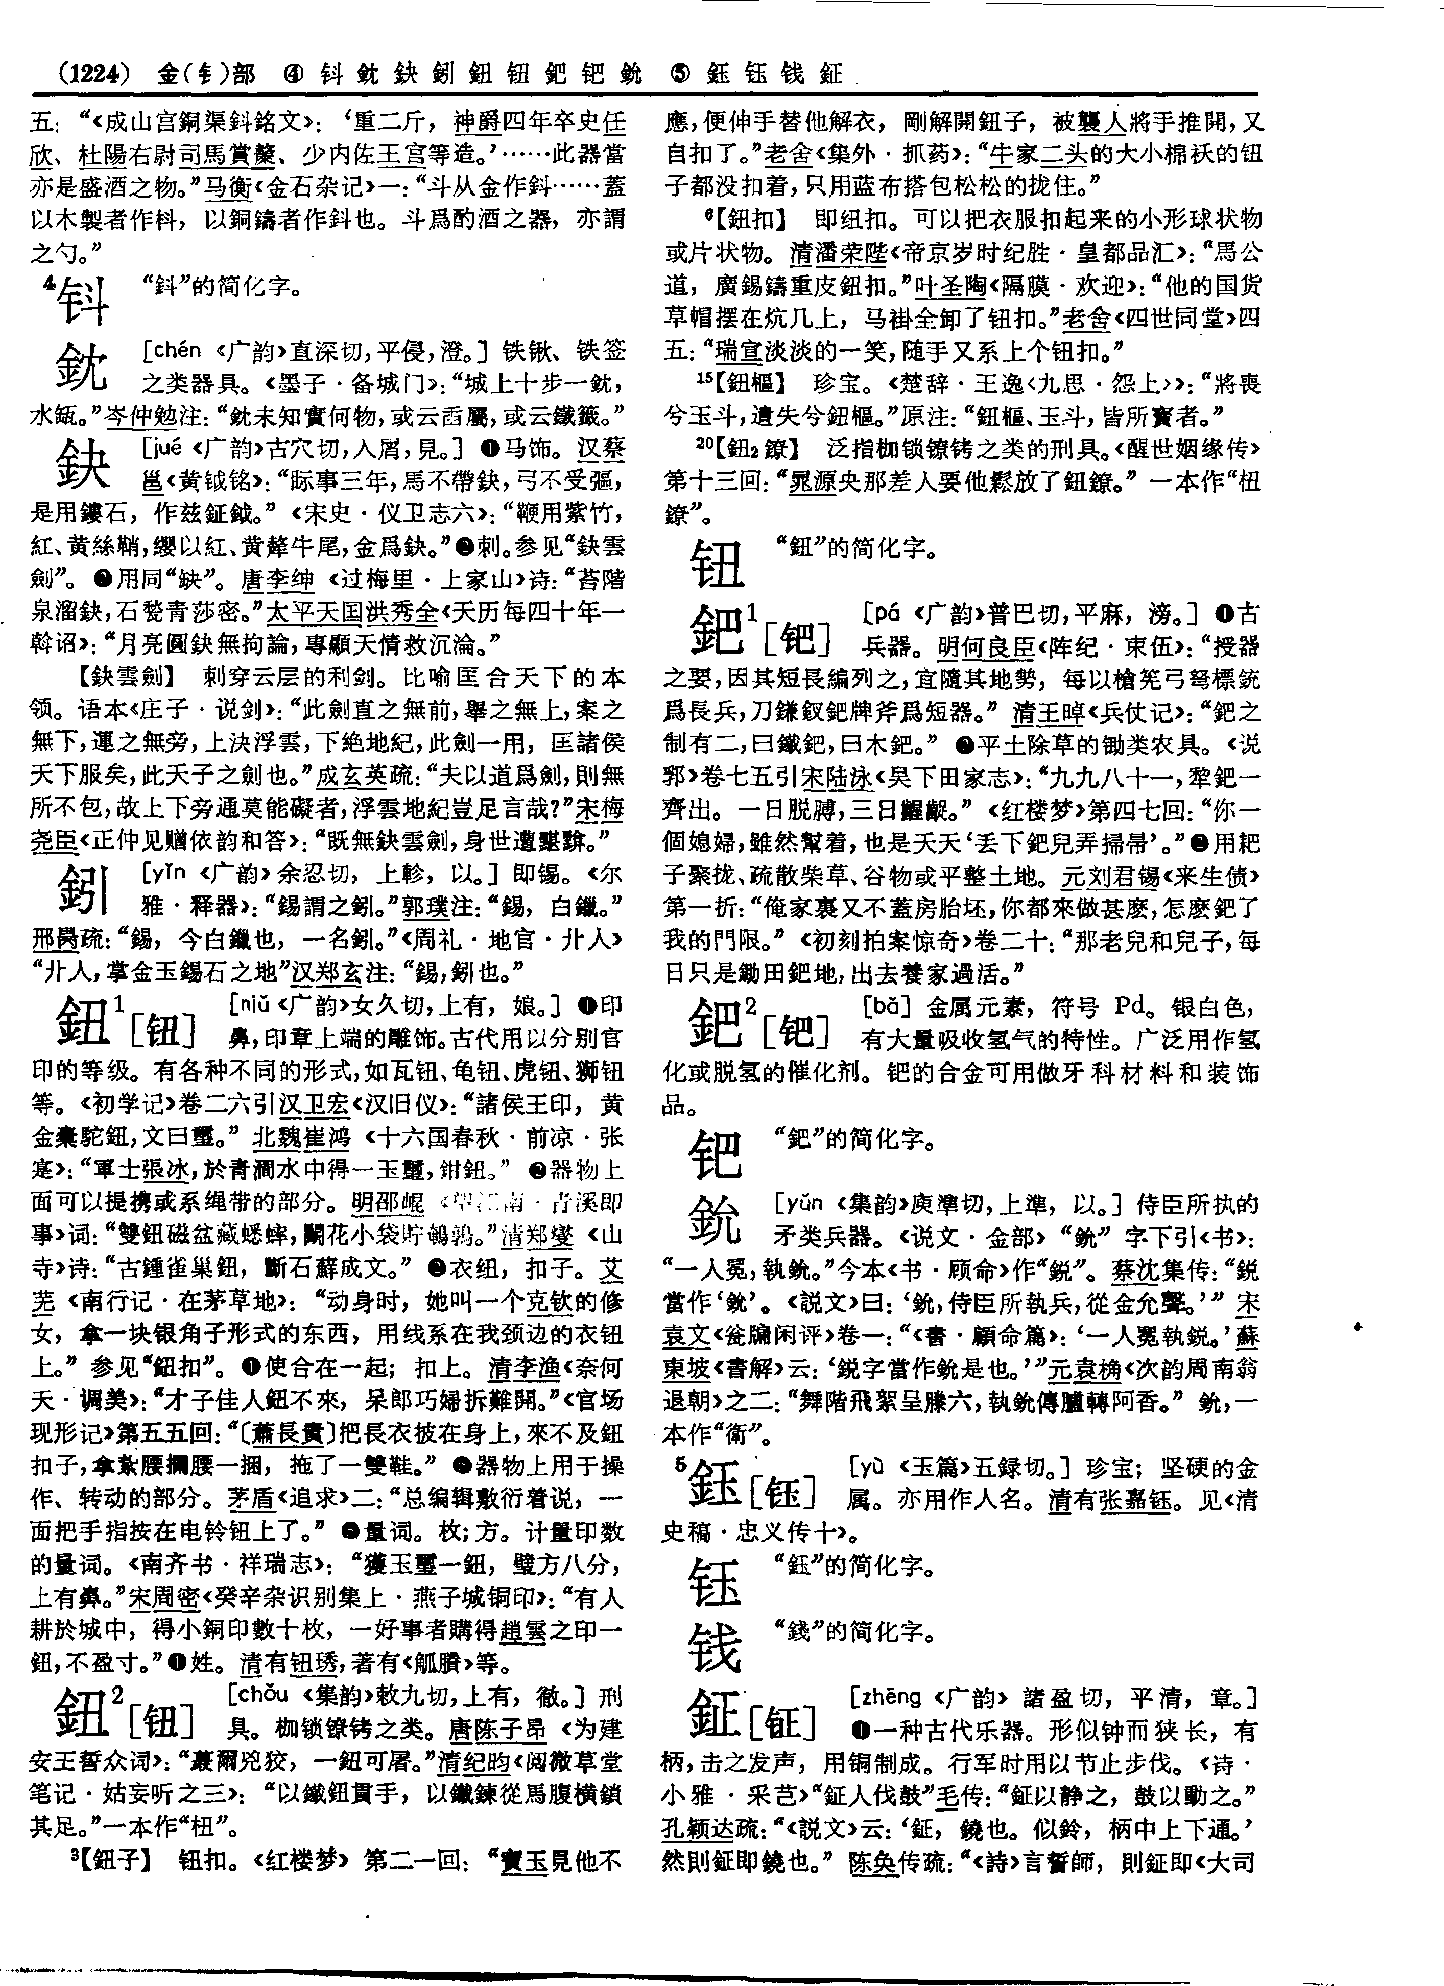 (1224) 金(钅)部 ④ 钭 鈂 鈌 鈏 鈕 钮 鈀 钯 鈗 ⑤ 鈺 钰 钱 鉦
五：“《成山宫銅渠鈄銘文》：‘重二斤，神爵四年卒史任
欣、杜陽右尉司馬賞、少内佐王宫等造。’……此器當
亦是盛酒之物。”马衡《金石杂记》一：“斗从金作鈄……蓋
以木製者作枓，以銅鑄者作鈄也。斗爲酌酒之器，亦謂
之勺。”
4钭 “鈄”的简化字。
鈂 [chén 《广韵》直深切，平侵，澄。] 铁锹、铁签
之类器具。《墨子·备城门》：“城上十步一鈂，
水缻。”岑仲勉注：“鈂未知實何物，或云臿屬，或云鐵籤。”
鈌 [jué 《广韵》古穴切，入屑，見。] ❶马饰。汉蔡
邕《黄钺铭》：“眎事三年，馬不帶鈌，弓不受彄，
是用鏤石，作兹鉦鉞。”《宋史·仪卫志六》：“鞭用紫竹，
紅、黄絲鞘，纓以紅、黄犛牛尾，金爲鈌。”❷刺。参见“鈌雲
劍”。❸用同“缺”。唐李绅《过梅里·上家山》诗：“苔階
泉溜鈌，石甃青莎密。”太平天国洪秀全《天历每四十年一
斡诏》：“月亮圓鈌無拘論，專顯天情救沉淪。”
【鈌雲劍】 刺穿云层的利剑。比喻匡合天下的本
领。语本《庄子·说剑》：“此劍直之無前，舉之無上，案之
無下，運之無旁，上決浮雲，下絶地紀，此劍一用，匡諸侯
天下服矣，此天子之劍也。”成玄英疏：“夫以道爲劍，則無
所不包，故上下旁通莫能礙者，浮雲地紀豈足言哉？”宋梅
尧臣《正仲见赠依韵和答》：“既無鈌雲劍，身世遭黮黭。”
鈏 [yǐn 《广韵》余忍切，上軫，以。] 即锡。《尔
雅·释器》：“錫謂之鈏。”郭璞注：“錫，白鑞。”
邢昺疏：“錫，今白鑞也，一名鈏。”《周礼·地官·廾人》
“廾人，掌金玉錫石之地”汉郑玄注：“錫，鈏也。”
鈕1[钮] [niǔ 《广韵》女久切，上有，娘。] ❶印
鼻，印章上端的雕饰。古代用以分别官
印的等级。有各种不同的形式，如瓦钮、龟钮、虎钮、狮钮
等。《初学记》卷二六引汉卫宏《汉旧仪》：“諸侯王印，黄
金橐駝鈕，文曰璽。”北魏崔鸿《十六国春秋·前凉·张
寔》：“軍士張冰，於青澗水中得一玉璽，鉗鈕。”❷器物上
面可以提携或系绳带的部分。明邵崐《望江南·青溪即
事》词：“雙鈕磁盆藏蟋蟀，鬭花小袋貯鵪鶉。”清郑燮《山
寺》诗：“古鍾雀巢鈕，斷石蘚成文。”❸衣纽，扣子。艾
芜《南行记·在茅草地》：“动身时，她叫一个克钦的修
女，拿一块银角子形式的东西，用线系在我颈边的衣钮
上。”参见“鈕扣”。❹使合在一起；扣上。清李渔《奈何
天·调美》：“才子佳人鈕不來，呆郎巧婦拆難開。”《官场
现形记》第五五回：“〔蕭長貴〕把長衣披在身上，來不及鈕
扣子，拿紮腰攔腰一捆，拖了一雙鞋。”❺器物上用于操
作、转动的部分。茅盾《追求》二：“总编辑敷衍着说，一
面把手指按在电铃钮上了。”❻量词。枚；方。计量印数
的量词。《南齐书·祥瑞志》：“獲玉璽一鈕，璧方八分，
上有鼻。”宋周密《癸辛杂识别集上·燕子城铜印》：“有人
耕於城中，得小銅印數十枚，一好事者購得趙雲之印一
鈕，不盈寸。”❼姓。清有钮琇，著有《觚賸》等。
鈕2[钮] [chǒu 《集韵》敕九切，上有，徹。] 刑
具。枷锁镣铐之类。唐陈子昂《为建
安王誓众词》：“蕞爾兇狡，一鈕可屠。”清纪昀《阅微草堂
笔记·姑妄听之三》：“以鐵鈕貫手，以鐵鍊從馬腹横鎖
其足。”一本作“杻”。
3【鈕子】 钮扣。《红楼梦》第二一回：“寶玉見他不
應，便伸手替他解衣，剛解開鈕子，被襲人將手推開，又
自扣了。”老舍《集外·抓药》：“牛家二头的大小棉袄的钮
子都没扣着，只用蓝布搭包松松的拢住。”
6【鈕扣】 即纽扣。可以把衣服扣起来的小形球状物
或片状物。清潘荣陛《帝京岁时纪胜·皇都品汇》：“馬公
道，廣錫鑄重皮鈕扣。”叶圣陶《隔膜·欢迎》：“他的国货
草帽摆在炕几上，马褂全卸了钮扣。”老舍《四世同堂》四
五：“瑞宣淡淡的一笑，随手又系上个钮扣。”
15【鈕樞】 珍宝。《楚辞·王逸〈九思·怨上〉》：“將喪
兮玉斗，遺失兮鈕樞。”原注：“鈕樞、玉斗，皆所寳者。”
20【鈕2鐐】 泛指枷锁镣铐之类的刑具。《醒世姻缘传》
第十三回：“晁源央那差人要他鬆放了鈕鐐。”一本作“杻
鐐”。
钮 “鈕”的简化字。
鈀1[钯] [pá 《广韵》普巴切，平麻，滂。] ❶古
兵器。明何良臣《阵纪·束伍》：“授器
之要，因其短長編列之，宜隨其地勢，每以槍筅弓弩標銃
爲長兵，刀鎌釵鈀牌斧爲短器。”清王晫《兵仗记》：“鈀之
制有二，曰鐵鈀，曰木鈀。”❷平土除草的锄类农具。《说
郛》卷七五引宋陆泳《吴下田家志》：“九九八十一，犂鈀一
齊出。一日脱膊，三日齷齪。”《红楼梦》第四七回：“你一
個媳婦，雖然幫着，也是天天‘丢下鈀兒弄掃帚’。”❸用耙
子聚拢、疏散柴草、谷物或平整土地。元刘君锡《来生债》
第一折：“俺家裏又不蓋房胎坯，你都來做甚麽，怎麽鈀了
我的門限。”《初刻拍案惊奇》卷二十：“那老兒和兒子，每
日只是鋤田鈀地，出去養家過活。”
鈀2[钯] [bǎ] 金属元素，符号 Pd。银白色，
有大量吸收氢气的特性。广泛用作氢
化或脱氢的催化剂。钯的合金可用做牙科材料和装饰
品。
钯 “鈀”的简化字。
鈗 [yǔn 《集韵》庾準切，上準，以。] 侍臣所执的
矛类兵器。《说文·金部》“鈗”字下引《书》：
“一人冕，執鈗。”今本《书·顾命》作“鋭”。蔡沈集传：“鋭
當作‘鈗’。《説文》曰：‘鈗，侍臣所執兵，從金允聲。’”宋
袁文《瓮牖闲评》卷一：“《書·顧命篇》：‘一人冕執鋭。’蘇
東坡《書解》云：‘鋭字當作鈗是也。’”元袁桷《次韵周南翁
退朝》之二：“舞階飛絮呈滕六，執鈗傳臚轉阿香。”鈗，一
本作“衛”。
5鈺[钰] [yù 《玉篇》五録切。] 珍宝；坚硬的金
属。亦用作人名。清有张嘉钰。见《清
史稿·忠义传十》。
钰 “鈺”的简化字。
钱 “錢”的简化字。
鉦[钲] [zhēng 《广韵》諸盈切，平清，章。]
❶一种古代乐器。形似钟而狭长，有
柄，击之发声，用铜制成。行军时用以节止步伐。《诗·
小雅·采芑》“鉦人伐鼓”毛传：“鉦以静之，鼓以動之。”
孔颖达疏：“《説文》云：‘鉦，鐃也。似鈴，柄中上下通。’
然則鉦即鐃也。”陈奂传疏：“《詩》言誓師，則鉦即《大司